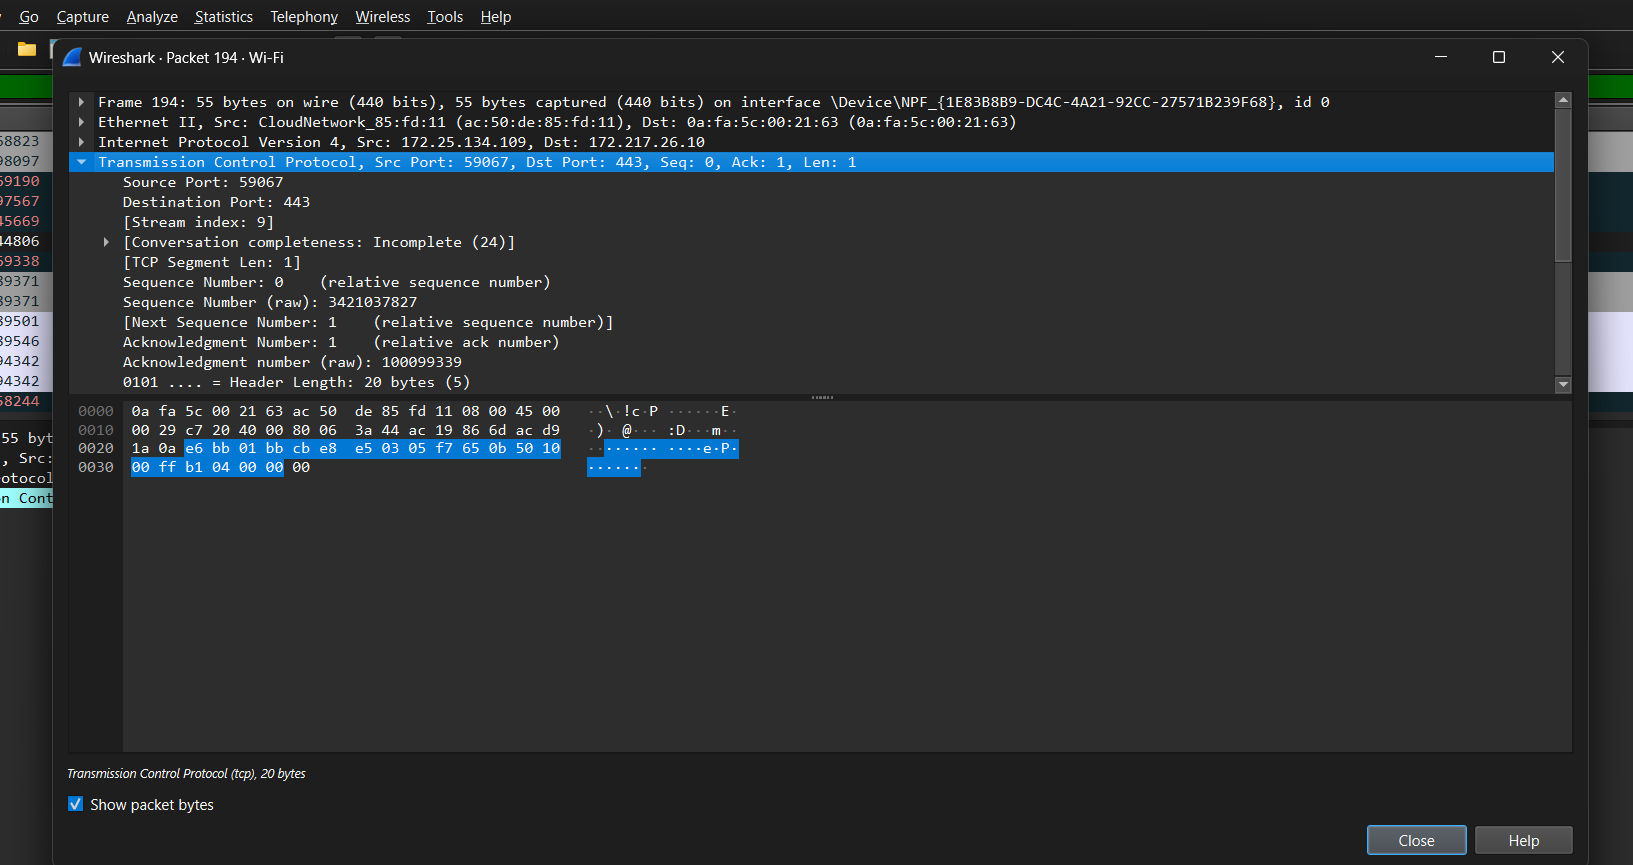 Go Capture Analyze Statistics Telephony Wireless Tools Help
Wireshark · Packet 194 · Wi-Fi
Frame 194: 55 bytes on wire (440 bits), 55 bytes captured (440 bits) on interface \Device\NPF_{1E83B8B9-DC4C-4A21-92CC-27571B239F68}, id 0
Ethernet II, Src: CloudNetwork_85:fd:11 (ac:50:de:85:fd:11), Dst: 0a:fa:5c:00:21:63 (0a:fa:5c:00:21:63)
Internet Protocol Version 4, Src: 172.25.134.109, Dst: 172.217.26.10
Transmission Control Protocol, Src Port: 59067, Dst Port: 443, Seq: 0, Ack: 1, Len: 1
Source Port: 59067
Destination Port: 443
[Stream index: 9]
[Conversation completeness: Incomplete (24)]
[TCP Segment Len: 1]
Sequence Number: 0    (relative sequence number)
Sequence Number (raw): 3421037827
[Next Sequence Number: 1    (relative sequence number)]
Acknowledgment Number: 1    (relative ack number)
Acknowledgment number (raw): 100099339
0101 .... = Header Length: 20 bytes (5)
58823
98097
59190
97567
45669
44806
59338
89371
89371
89501
89546
94342
94342
58244
55 byt
, Src:
otocol
n Cont
0000 0a fa 5c 00 21 63 ac 50 de 85 fd 11 08 00 45 00 ··\·!c·P ······E·
0010 00 29 c7 20 40 00 80 06 3a 44 ac 19 86 6d ac d9 ·)· @··· :D···m··
0020 1a 0a e6 bb 01 bb cb e8 e5 03 05 f7 65 0b 50 10 ········ ····e·P·
0030 00 ff b1 04 00 00 00 ·······
Transmission Control Protocol (tcp), 20 bytes
Show packet bytes
Close Help